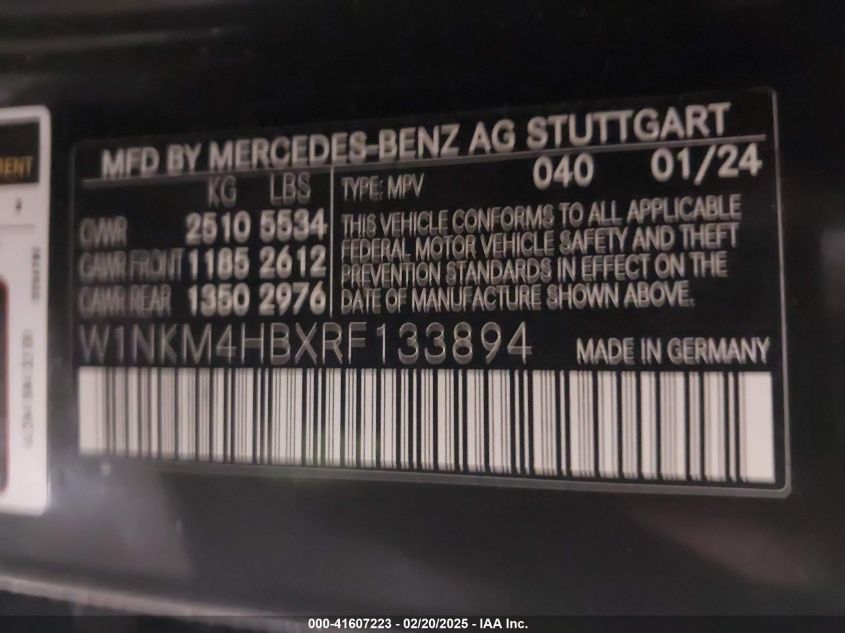 MFD BY MERCEDES-BENZ AG STUTTGART
KG LBS TYPE: MPV 040 01/24
GVWR 2510 5534
GAWR FRONT 1185 2612
GAWR REAR 1350 2976
THIS VEHICLE CONFORMS TO ALL APPLICABLE
FEDERAL MOTOR VEHICLE SAFETY AND THEFT
PREVENTION STANDARDS IN EFFECT ON THE
DATE OF MANUFACTURE SHOWN ABOVE.
W1NKM4HBXRF133894 MADE IN GERMANY
000-41607223 - 02/20/2025 - IAA Inc.